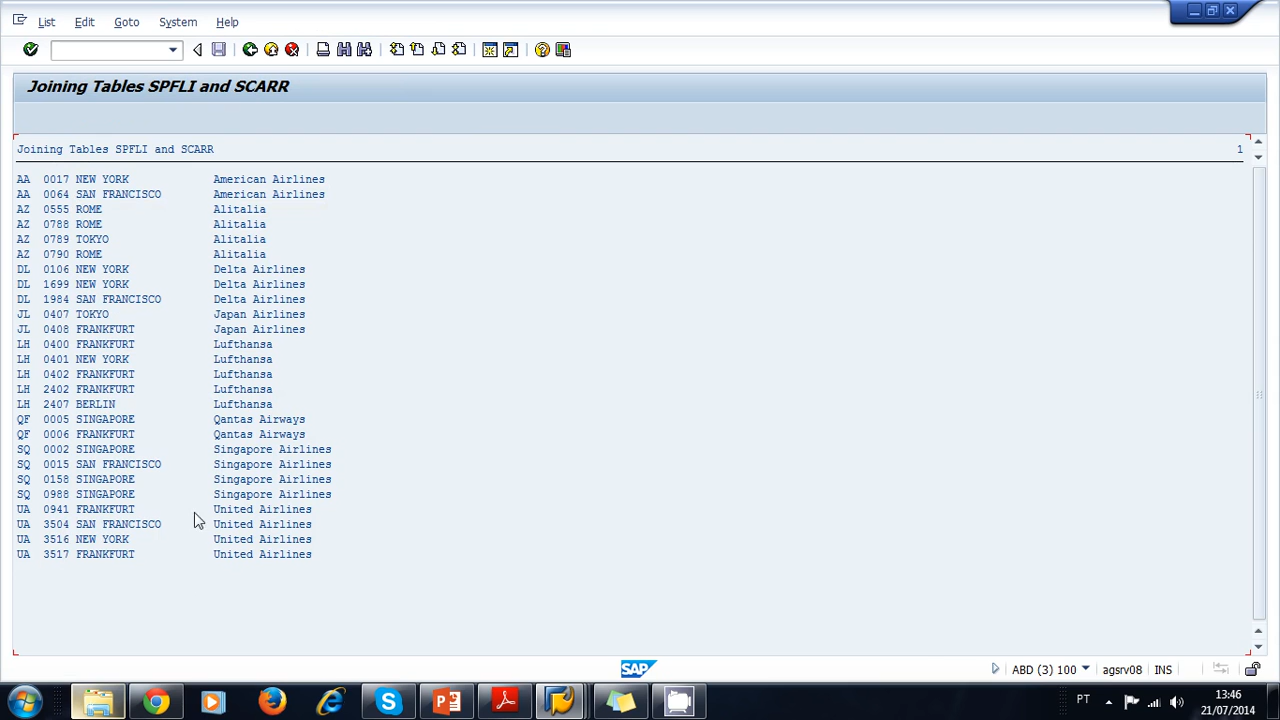 List Edit Goto System Help
Joining Tables SPFLI and SCARR
Joining Tables SPFLI and SCARR 1
AA 0017 NEW YORK American Airlines
AA 0064 SAN FRANCISCO American Airlines
AZ 0555 ROME Alitalia
AZ 0788 ROME Alitalia
AZ 0789 TOKYO Alitalia
AZ 0790 ROME Alitalia
DL 0106 NEW YORK Delta Airlines
DL 1699 NEW YORK Delta Airlines
DL 1984 SAN FRANCISCO Delta Airlines
JL 0407 TOKYO Japan Airlines
JL 0408 FRANKFURT Japan Airlines
LH 0400 FRANKFURT Lufthansa
LH 0401 NEW YORK Lufthansa
LH 0402 FRANKFURT Lufthansa
LH 2402 FRANKFURT Lufthansa
LH 2407 BERLIN Lufthansa
QF 0005 SINGAPORE Qantas Airways
QF 0006 FRANKFURT Qantas Airways
SQ 0002 SINGAPORE Singapore Airlines
SQ 0015 SAN FRANCISCO Singapore Airlines
SQ 0158 SINGAPORE Singapore Airlines
SQ 0988 SINGAPORE Singapore Airlines
UA 0941 FRANKFURT United Airlines
UA 3504 SAN FRANCISCO United Airlines
UA 3516 NEW YORK United Airlines
UA 3517 FRANKFURT United Airlines
SAP ABD (3) 100 agsrv08 INS
PT 13:46
21/07/2014